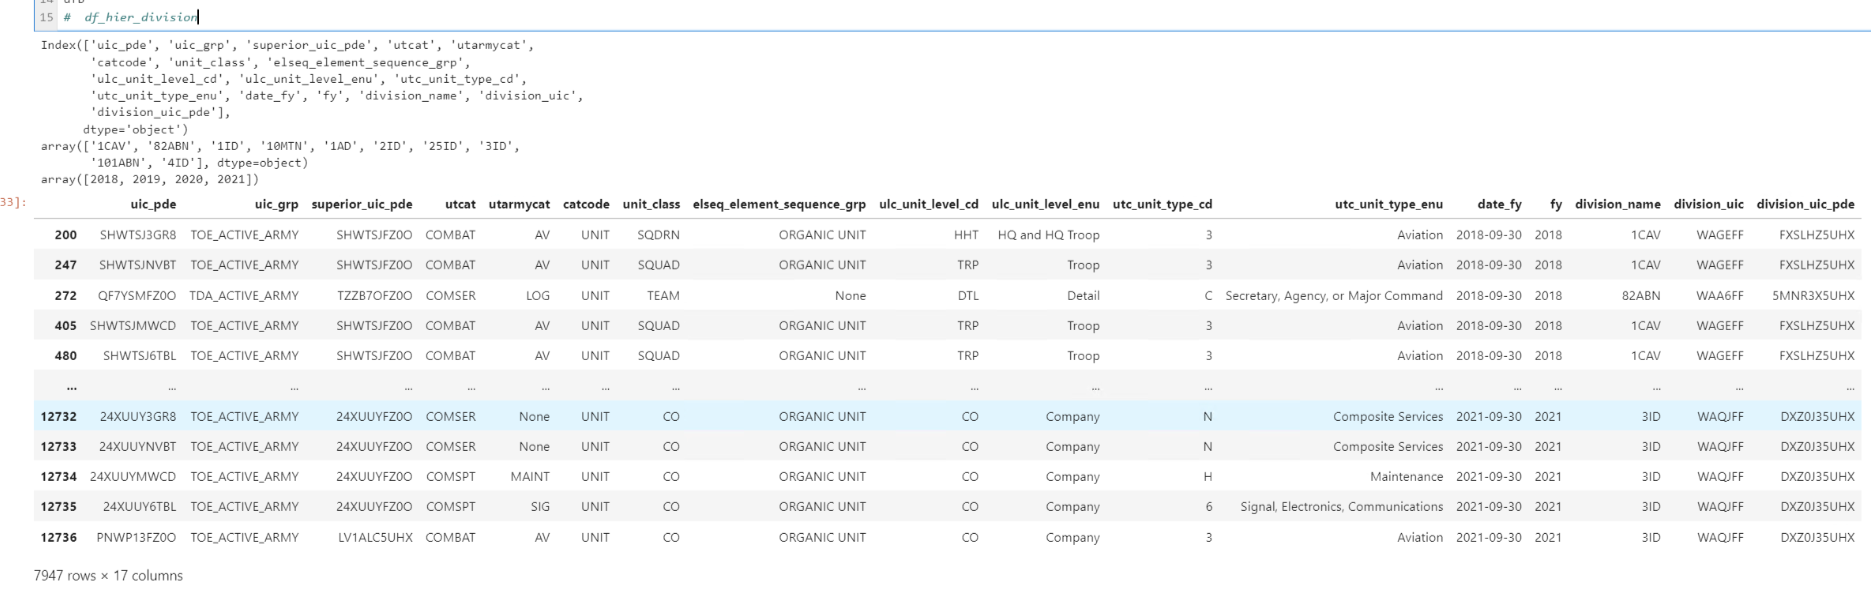 15 # df_hier_division
Index(['uic_pde', 'uic_grp', 'superior_uic_pde', 'utcat', 'utarmycat',
'catcode', 'unit_class', 'elseq_element_sequence_grp',
'ulc_unit_level_cd', 'ulc_unit_level_enu', 'utc_unit_type_cd',
'utc_unit_type_enu', 'date_fy', 'fy', 'division_name', 'division_uic',
'division_uic_pde'],
dtype='object')
array(['1CAV', '82ABN', '1ID', '10MTN', '1AD', '2ID', '25ID', '3ID',
'101ABN', '4ID'], dtype=object)
array([2018, 2019, 2020, 2021])
33]: uic_pde uic_grp superior_uic_pde utcat utarmycat catcode unit_class elseq_element_sequence_grp ulc_unit_level_cd ulc_unit_level_enu utc_unit_type_cd utc_unit_type_enu date_fy fy division_name division_uic division_uic_pde
200 SHWTSJ3GR8 TOE_ACTIVE_ARMY SHWTSJFZ0O COMBAT AV UNIT SQDRN ORGANIC UNIT HHT HQ and HQ Troop 3 Aviation 2018-09-30 2018 1CAV WAGEFF FXSLHZ5UHX
247 SHWTSJNVBT TOE_ACTIVE_ARMY SHWTSJFZ0O COMBAT AV UNIT SQUAD ORGANIC UNIT TRP Troop 3 Aviation 2018-09-30 2018 1CAV WAGEFF FXSLHZ5UHX
272 QF7YSMFZ0O TDA_ACTIVE_ARMY TZZB7OFZ0O COMSER LOG UNIT TEAM None DTL Detail C Secretary, Agency, or Major Command 2018-09-30 2018 82ABN WAA6FF 5MNR3X5UHX
405 SHWTSJMWCD TOE_ACTIVE_ARMY SHWTSJFZ0O COMBAT AV UNIT SQUAD ORGANIC UNIT TRP Troop 3 Aviation 2018-09-30 2018 1CAV WAGEFF FXSLHZ5UHX
480 SHWTSJ6TBL TOE_ACTIVE_ARMY SHWTSJFZ0O COMBAT AV UNIT SQUAD ORGANIC UNIT TRP Troop 3 Aviation 2018-09-30 2018 1CAV WAGEFF FXSLHZ5UHX
... ... ... ... ... ... ... ... ... ... ... ... ... ... ... ... ... ...
12732 24XUUY3GR8 TOE_ACTIVE_ARMY 24XUUYFZ0O COMSER None UNIT CO ORGANIC UNIT CO Company N Composite Services 2021-09-30 2021 3ID WAQJFF DXZ0J35UHX
12733 24XUUYNVBT TOE_ACTIVE_ARMY 24XUUYFZ0O COMSER None UNIT CO ORGANIC UNIT CO Company N Composite Services 2021-09-30 2021 3ID WAQJFF DXZ0J35UHX
12734 24XUUYMWCD TOE_ACTIVE_ARMY 24XUUYFZ0O COMSPT MAINT UNIT CO ORGANIC UNIT CO Company H Maintenance 2021-09-30 2021 3ID WAQJFF DXZ0J35UHX
12735 24XUUY6TBL TOE_ACTIVE_ARMY 24XUUYFZ0O COMSPT SIG UNIT CO ORGANIC UNIT CO Company 6 Signal, Electronics, Communications 2021-09-30 2021 3ID WAQJFF DXZ0J35UHX
12736 PNWP13FZ0O TOE_ACTIVE_ARMY LV1ALC5UHX COMBAT AV UNIT CO ORGANIC UNIT CO Company 3 Aviation 2021-09-30 2021 3ID WAQJFF DXZ0J35UHX
7947 rows × 17 columns